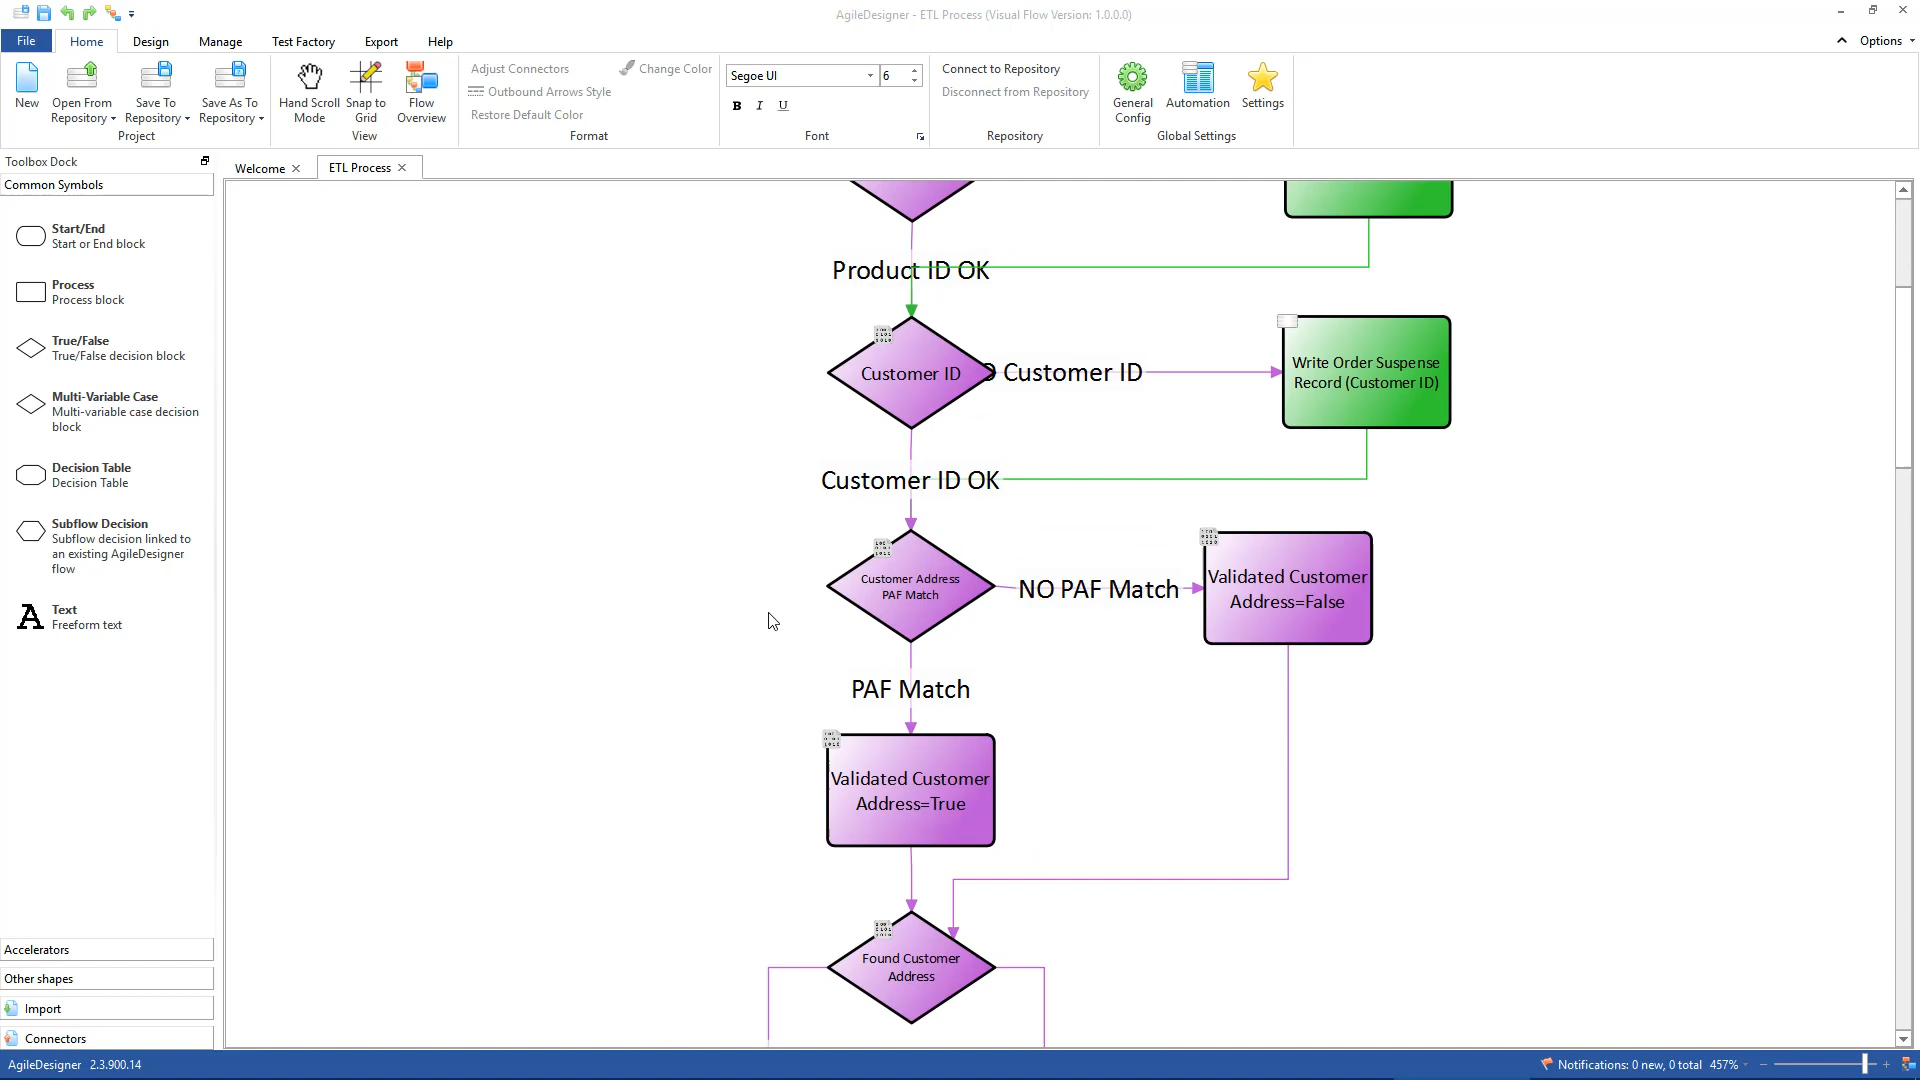 AgileDesigner - ETL Process (Visual Flow Version: 1.0.0.0)
File Home Design Manage Test Factory Export Help Options
New
Open From Repository
Save To Repository
Save As To Repository
Project
Hand Scroll Mode
Snap to Grid
Flow Overview
View
Adjust Connectors
Change Color
Outbound Arrows Style
Restore Default Color
Format
Segoe UI 6
B I U
Font
Connect to Repository
Disconnect from Repository
Repository
General Config
Automation
Settings
Global Settings
Toolbox Dock
Common Symbols
Start/End
Start or End block
Process
Process block
True/False
True/False decision block
Multi-Variable Case
Multi-variable case decision
block
Decision Table
Decision Table
Subflow Decision
Subflow decision linked to
an existing AgileDesigner
flow
A
Text
Freeform text
Accelerators
Other shapes
Import
Connectors
Welcome
ETL Process
Product ID OK
Customer ID
Customer ID
Write Order Suspense
Record (Customer ID)
Customer ID OK
Customer Address
PAF Match
NO PAF Match
Validated Customer
Address=False
PAF Match
Validated Customer
Address=True
Found Customer
Address
AgileDesigner 2.3.900.14
Notifications: 0 new, 0 total 457%